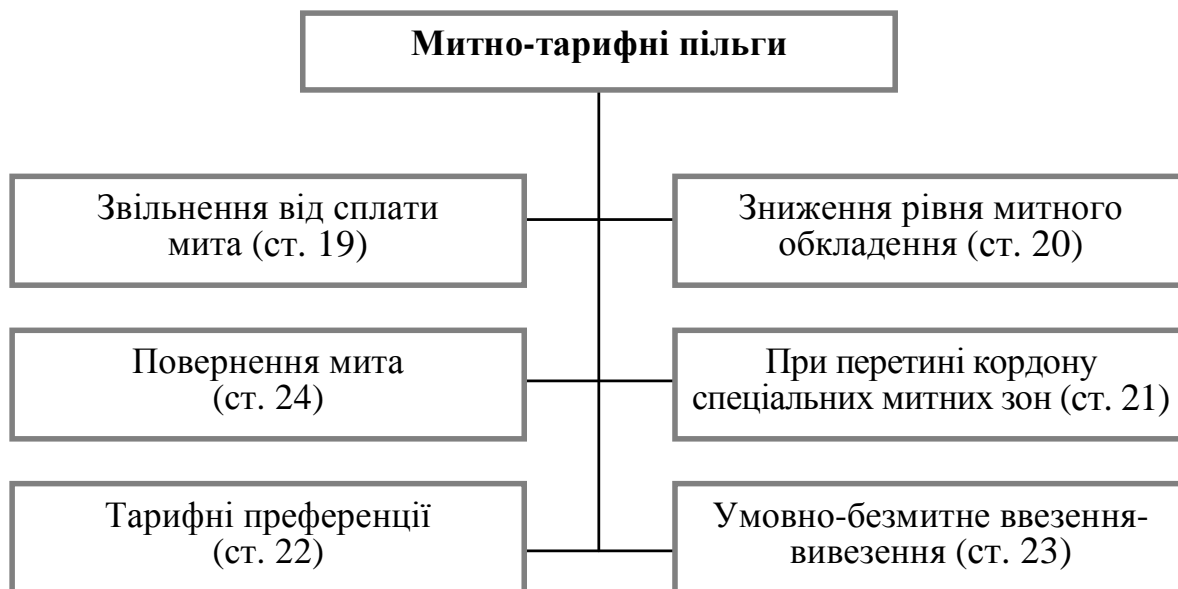 Митно-тарифні пільги
Звільнення від сплати
мита (ст. 19)
Зниження рівня митного
обкладення (ст. 20)
Повернення мита
(ст. 24)
При перетині кордону
спеціальних митних зон (ст. 21)
Тарифні преференції
(ст. 22)
Умовно-безмитне ввезення-
вивезення (ст. 23)